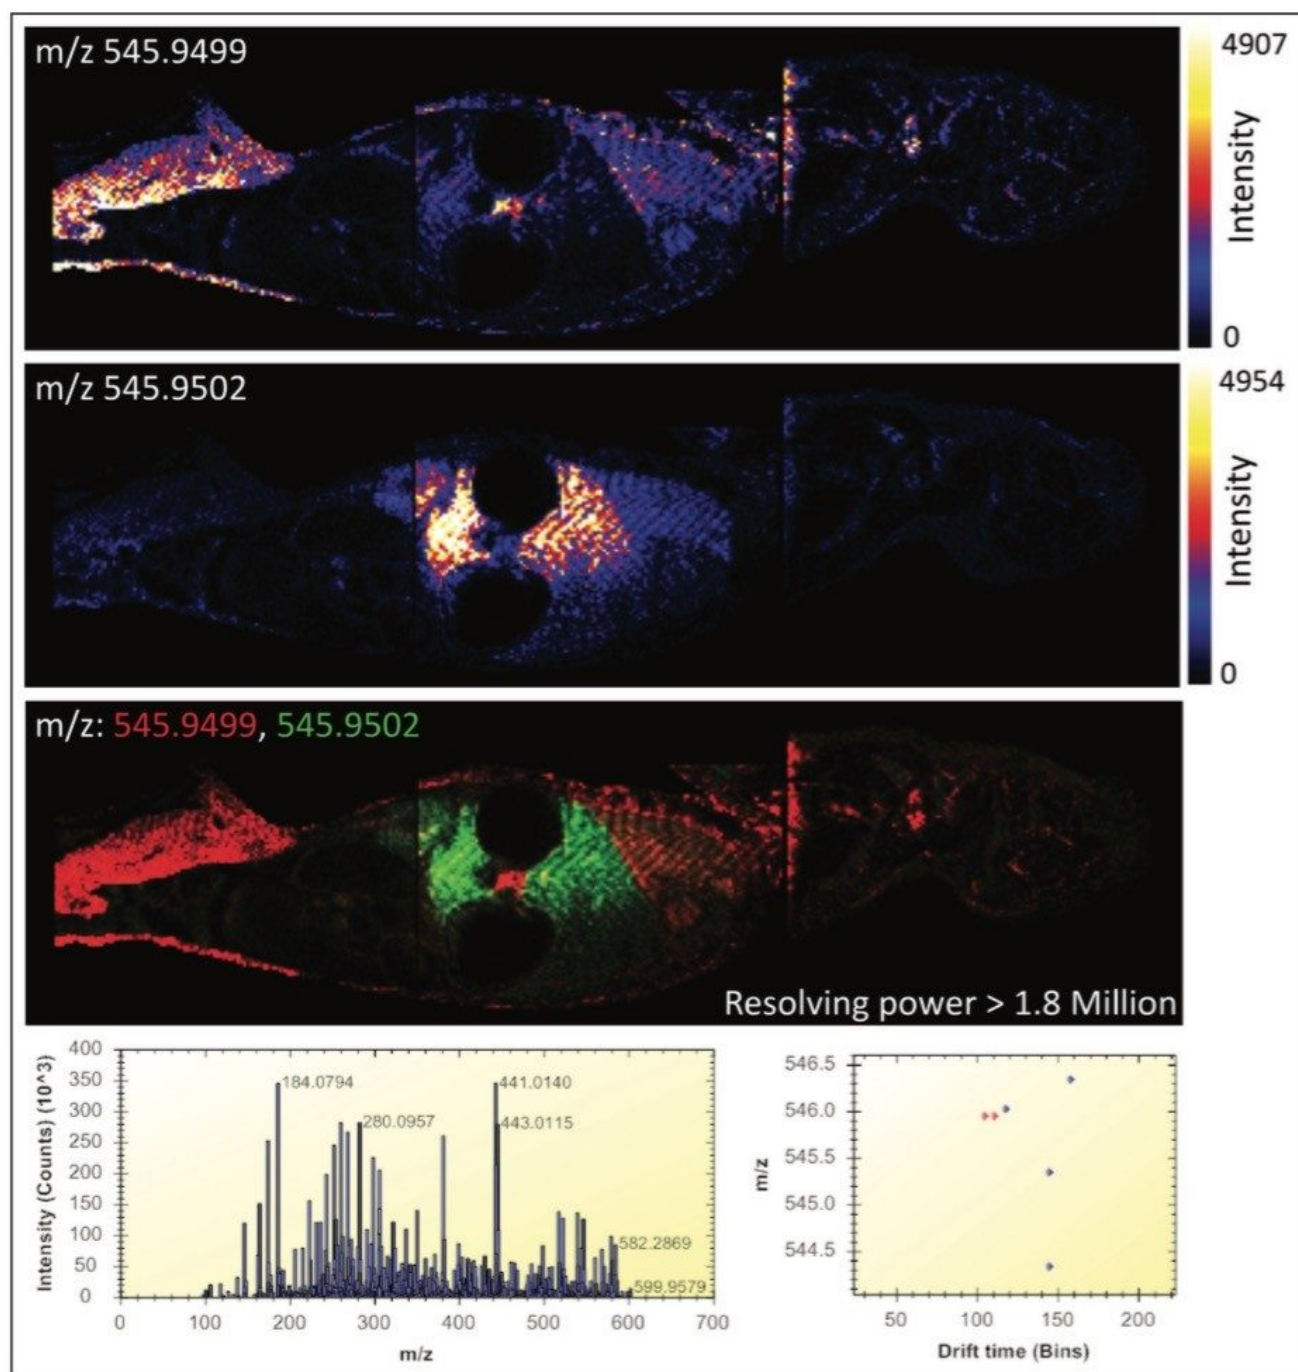 m/z 545.9499
4907
Intensity
0
m/z 545.9502
4954
Intensity
0
m/z: 545.9499, 545.9502
Resolving power > 1.8 Million
Intensity (Counts) (10^3)
400
350
300
250
200
150
100
50
0
184.0794
441.0140
280.0957
443.0115
582.2869
599.9579
0 100 200 300 400 500 600 700
m/z
m/z
546.5
546.0
545.5
545.0
544.5
50 100 150 200
Drift time (Bins)